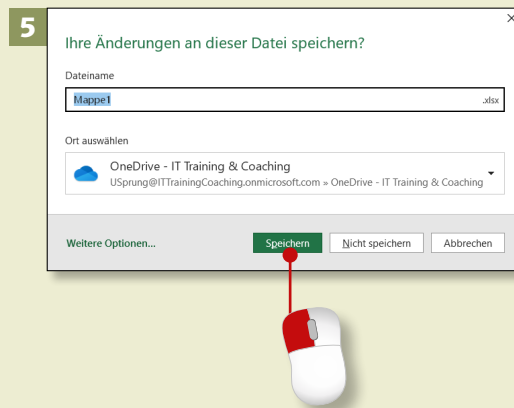 5
Ihre Änderungen an dieser Datei speichern?
Dateiname
Mappe1 .xlsx
Ort auswählen
OneDrive - IT Training & Coaching
USprung@ITTrainingCoaching.onmicrosoft.com » OneDrive - IT Training & Coaching
Weitere Optionen... Speichern Nicht speichern Abbrechen